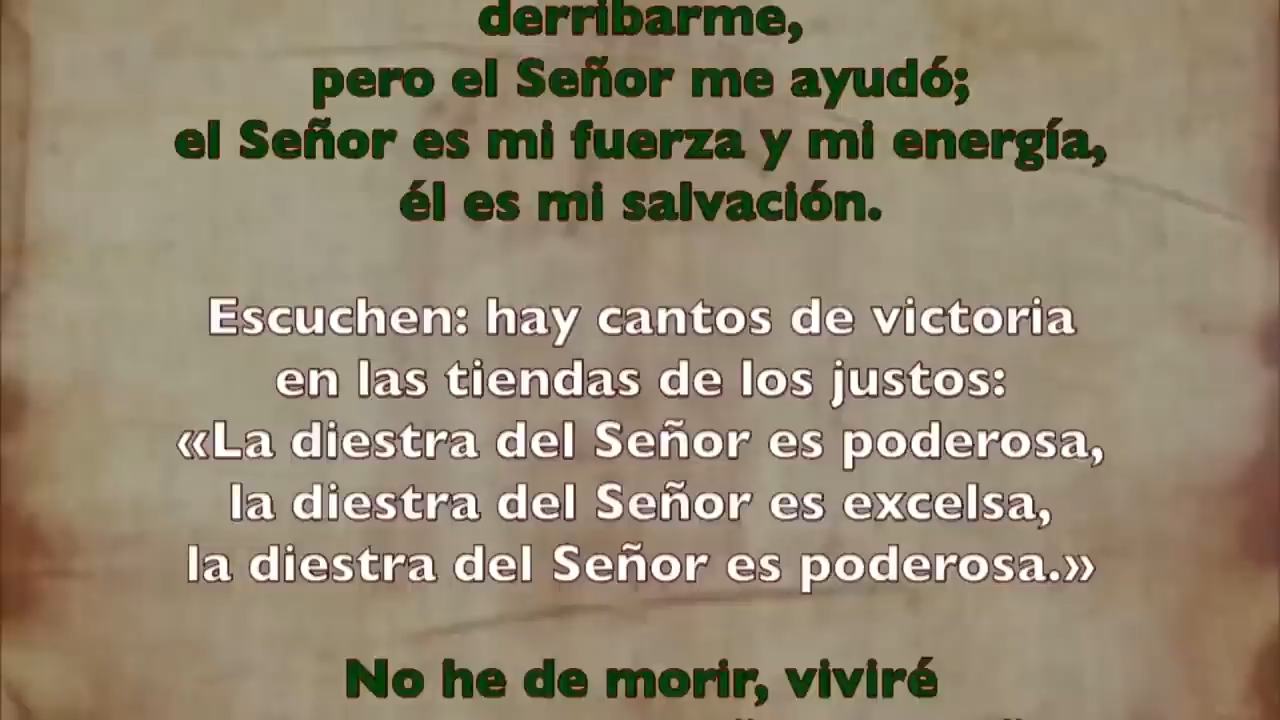 derribarme,
pero el Señor me ayudó;
el Señor es mi fuerza y mi energía,
él es mi salvación.
Escuchen: hay cantos de victoria
en las tiendas de los justos:
«La diestra del Señor es poderosa,
la diestra del Señor es excelsa,
la diestra del Señor es poderosa.»
No he de morir, viviré